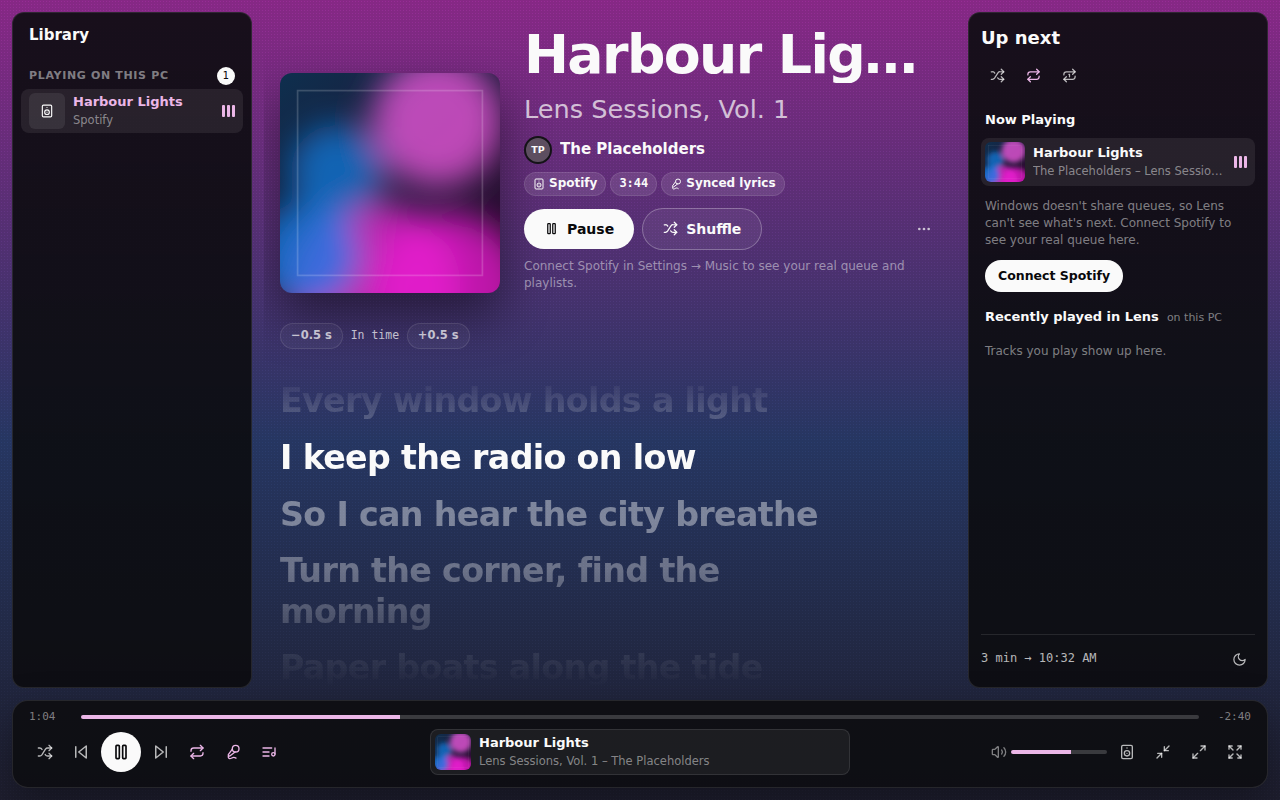 Library
PLAYING ON THIS PC
1
Harbour Lights
Spotify
Harbour Lig...
Lens Sessions, Vol. 1
TP
The Placeholders
Spotify
3:44
Synced lyrics
Pause
Shuffle
Connect Spotify in Settings → Music to see your real queue and
playlists.
−0.5 s
In time
+0.5 s
Every window holds a light
I keep the radio on low
So I can hear the city breathe
Turn the corner, find the
morning
Paper boats along the tide
Up next
Now Playing
Harbour Lights
The Placeholders – Lens Sessio...
Windows doesn't share queues, so Lens
can't see what's next. Connect Spotify to
see your real queue here.
Connect Spotify
Recently played in Lens on this PC
Tracks you play show up here.
3 min → 10:32 AM
1:04
-2:40
Harbour Lights
Lens Sessions, Vol. 1 – The Placeholders